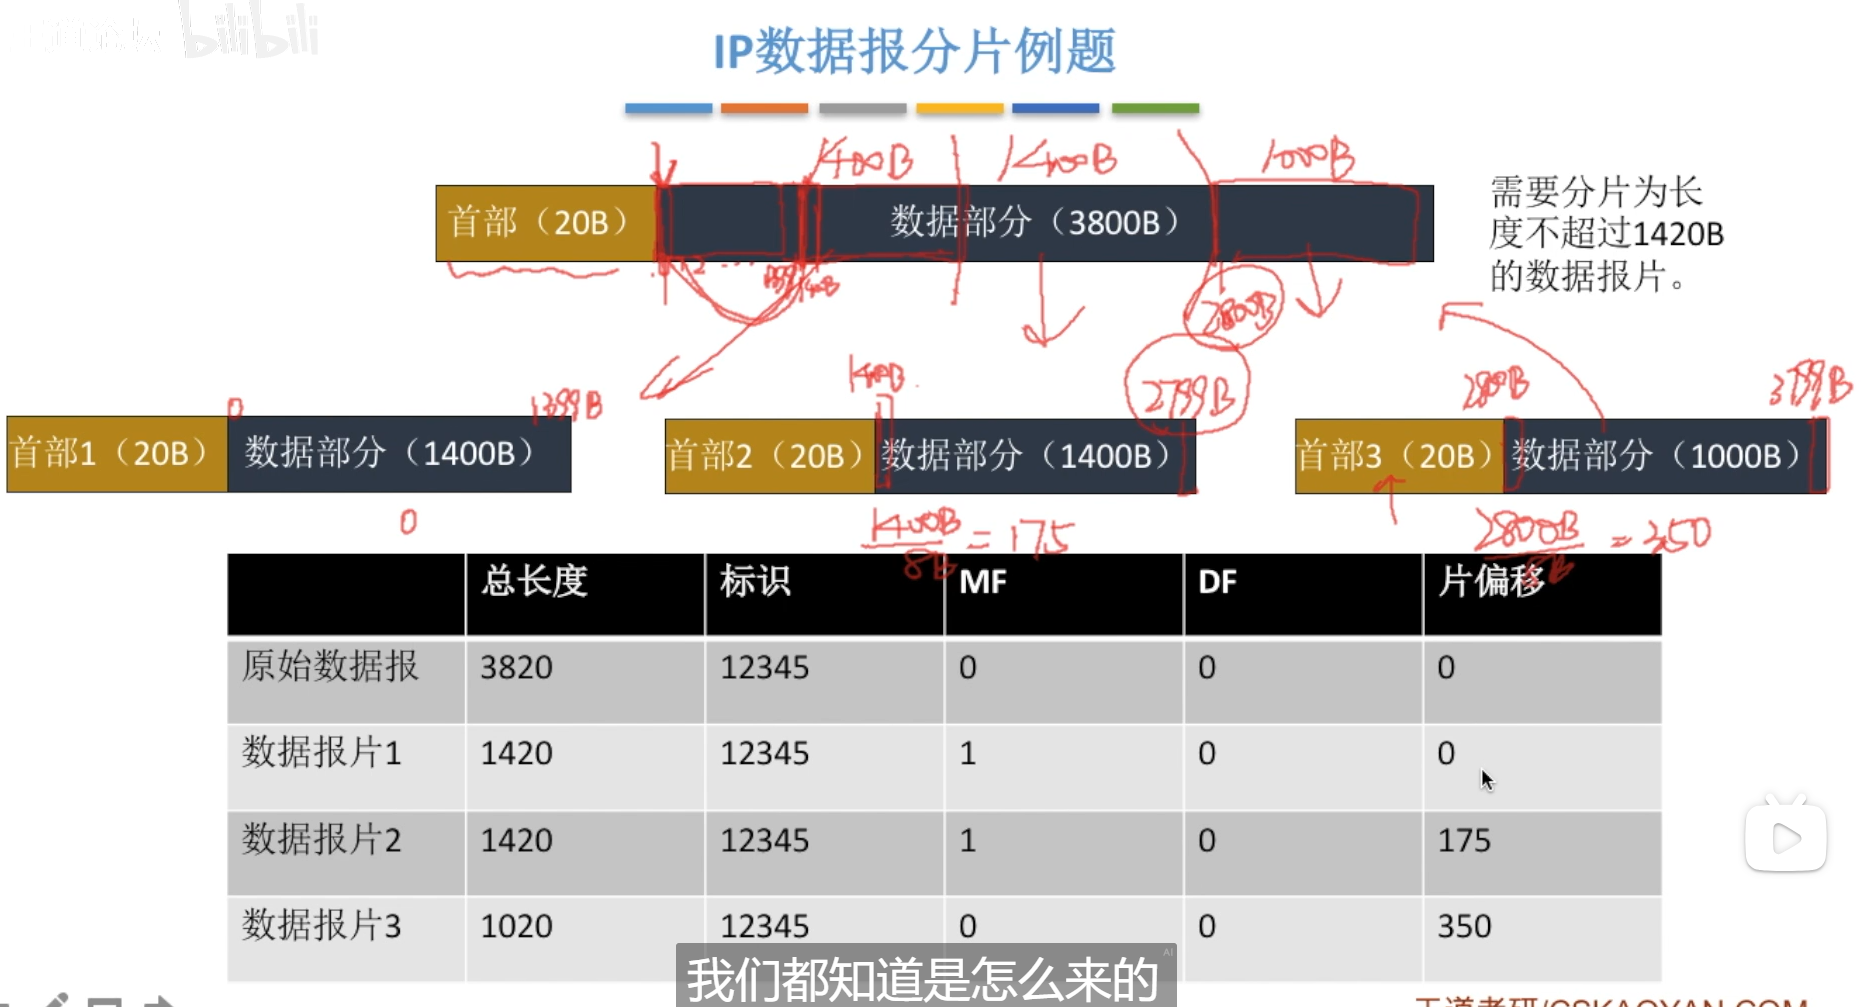 bilibili
IP数据报分片例题
1400B 1400B 1000B
首部（20B） 数据部分（3800B）
需要分片为长
度不超过1420B
的数据报片。
2800B
1400B 2799B 2800B 3799B
0 1399B
首部1（20B） 数据部分（1400B） 首部2（20B） 数据部分（1400B） 首部3（20B） 数据部分（1000B）
0 1400B/8B = 175 2800B/8B = 350
总长度 标识 MF DF 片偏移
原始数据报 3820 12345 0 0 0
数据报片1 1420 12345 1 0 0
数据报片2 1420 12345 1 0 175
数据报片3 1020 12345 0 0 350
AI
我们都知道是怎么来的
王道考研/CSKAOYAN.COM